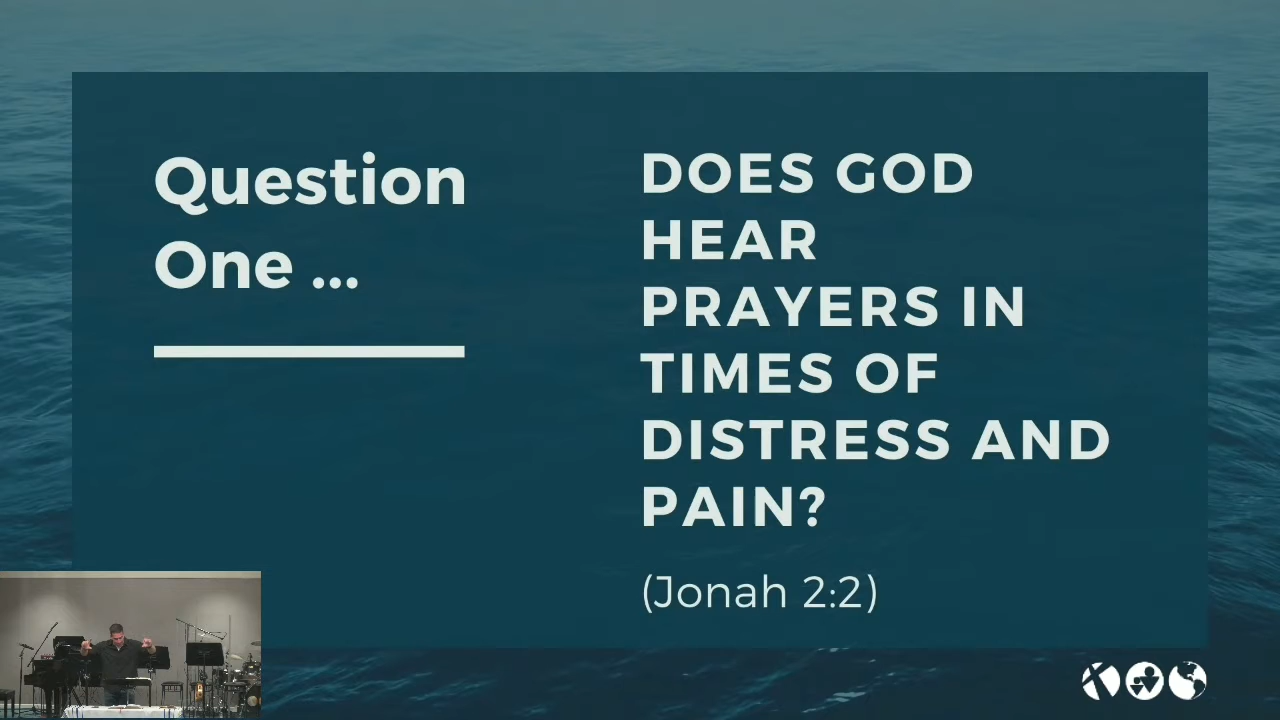 Question
One ...
DOES GOD
HEAR
PRAYERS IN
TIMES OF
DISTRESS AND
PAIN?
(Jonah 2:2)